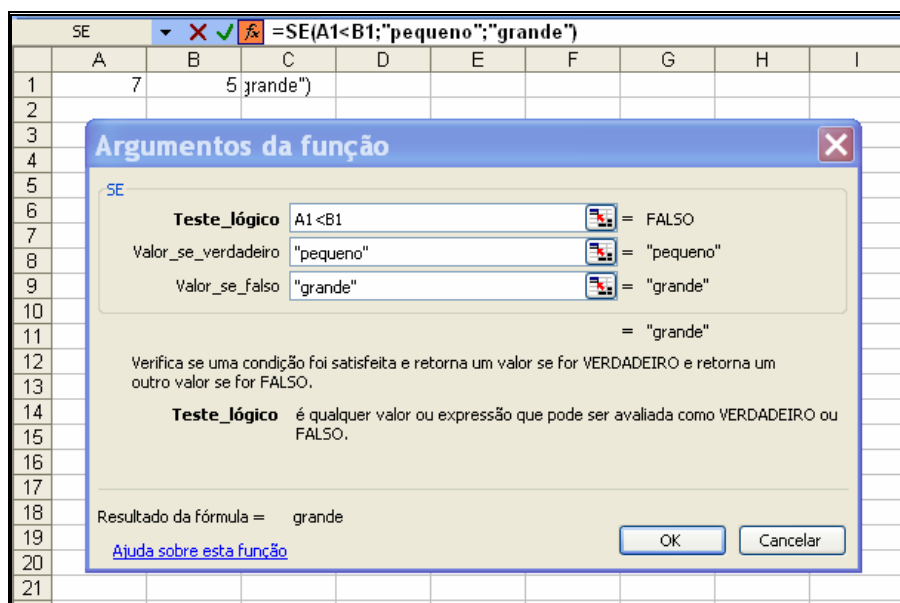 SE =SE(A1<B1;"pequeno";"grande")
A B C D E F G H I
1 7 5 grande")
2
3
Argumentos da função
4
5
SE
6 Teste_lógico A1<B1 = FALSO
7
Valor_se_verdadeiro "pequeno" = "pequeno"
8
9 Valor_se_falso "grande" = "grande"
10
11 = "grande"
12 Verifica se uma condição foi satisfeita e retorna um valor se for VERDADEIRO e retorna um
13 outro valor se for FALSO.
14 Teste_lógico é qualquer valor ou expressão que pode ser avaliada como VERDADEIRO ou
15 FALSO.
16
17
18 Resultado da fórmula = grande
19 OK Cancelar
Ajuda sobre esta função
20
21